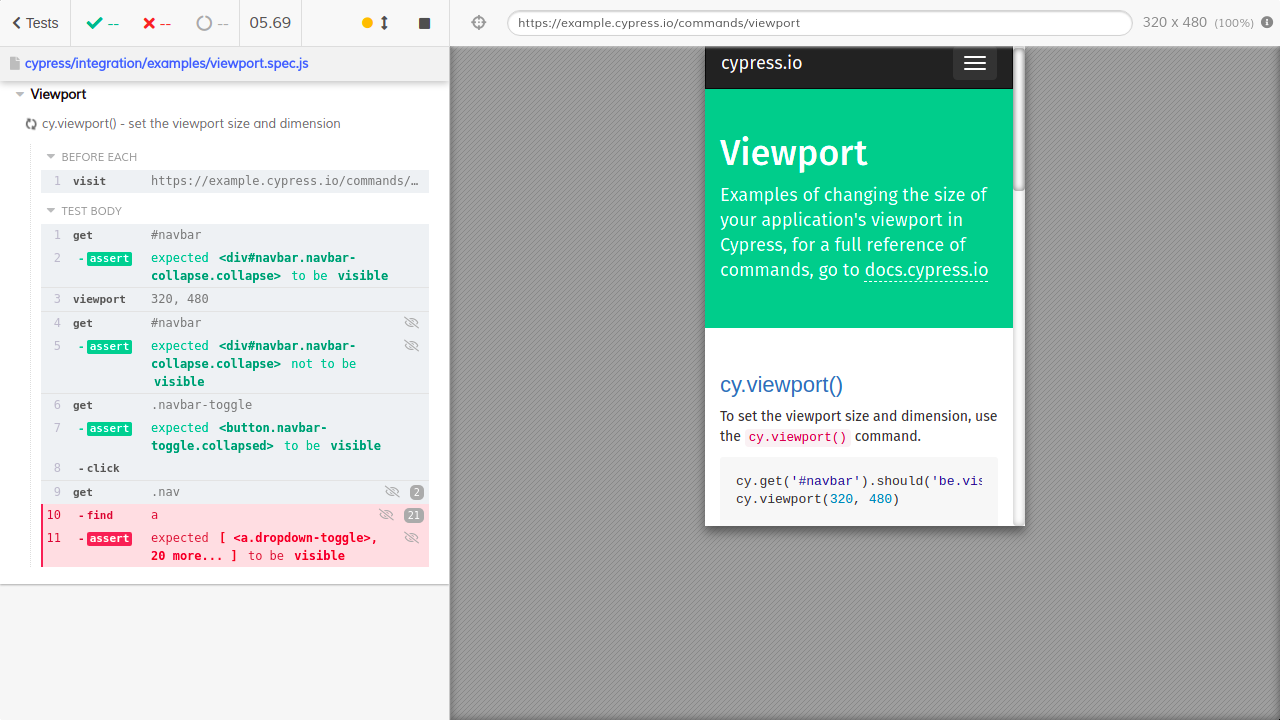 Tests
--
--
--
05.69
https://example.cypress.io/commands/viewport
320 x 480 (100%)
cypress/integration/examples/viewport.spec.js
Viewport
cy.viewport() - set the viewport size and dimension
BEFORE EACH
1 visit https://example.cypress.io/commands/…
TEST BODY
1 get #navbar
2 - assert expected <div#navbar.navbar-
collapse.collapse> to be visible
3 viewport 320, 480
4 get #navbar
5 - assert expected <div#navbar.navbar-
collapse.collapse> not to be
visible
6 get .navbar-toggle
7 - assert expected <button.navbar-
toggle.collapsed> to be visible
8 - click
9 get .nav 2
10 - find a 21
11 - assert expected [ <a.dropdown-toggle>,
20 more... ] to be visible
cypress.io
Viewport
Examples of changing the size of
your application's viewport in
Cypress, for a full reference of
commands, go to docs.cypress.io
cy.viewport()
To set the viewport size and dimension, use
the cy.viewport() command.
cy.get('#navbar').should('be.vis
cy.viewport(320, 480)